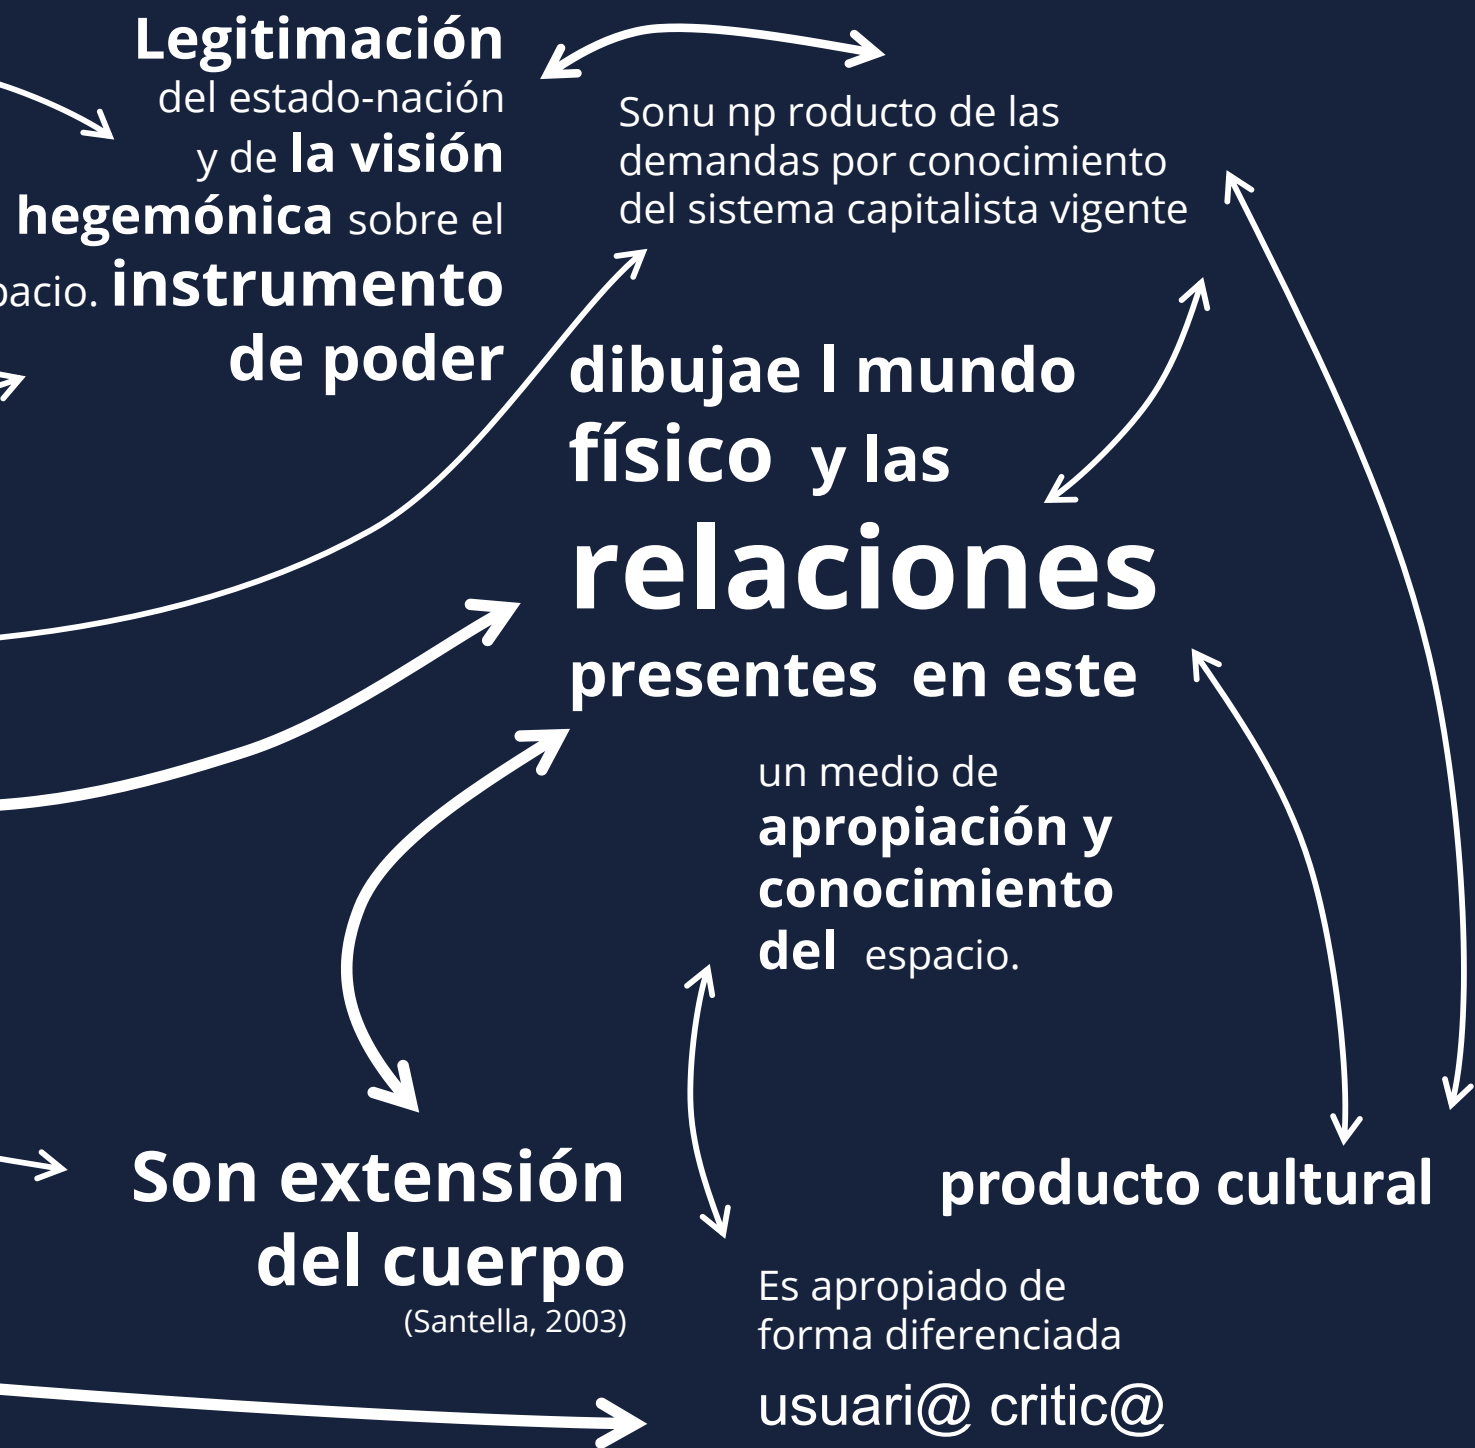 Legitimación
del estado-nación
y de la visión
hegemónica sobre el
pacio. instrumento
de poder
Sonu np roducto de las
demandas por conocimiento
del sistema capitalista vigente
dibujae l mundo
físico y las
relaciones
presentes en este
un medio de
apropiación y
conocimiento
del espacio.
Son extensión
del cuerpo
(Santella, 2003)
producto cultural
Es apropiado de
forma diferenciada
usuari@ critic@